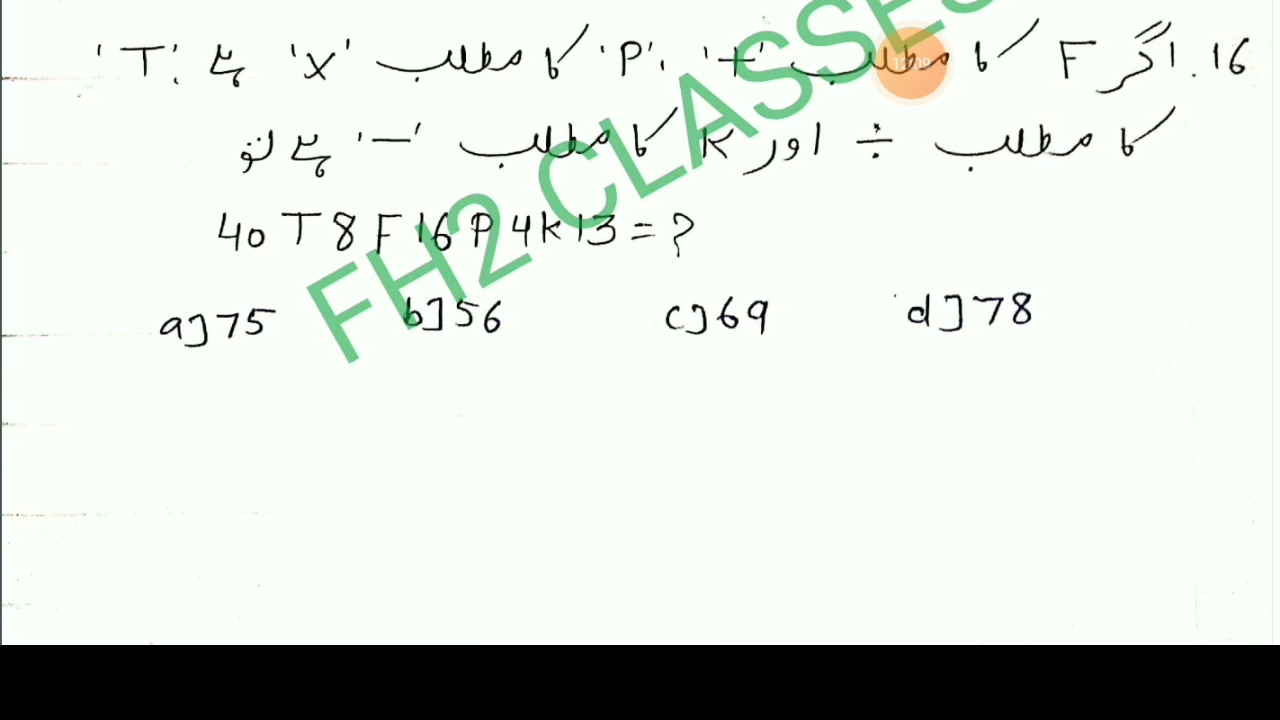 16. اگر F کا مطلب '+'، 'P' کا مطلب 'x' ہے، 'T'
کا مطلب ÷ اور K کا مطلب '-' ہے تو
40 T 8 F 16 P 4 K 13 = ?
a] 75 b] 56 c] 69 d] 78
FH2 CLASSES